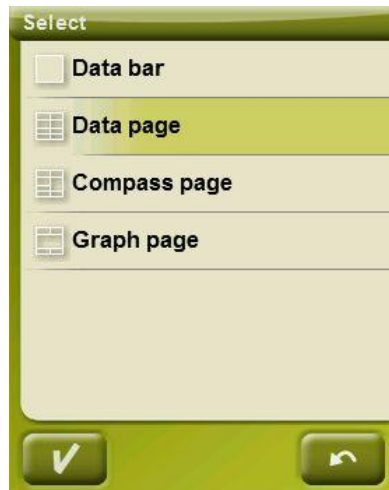 Select
Data bar
Data page
Compass page
Graph page